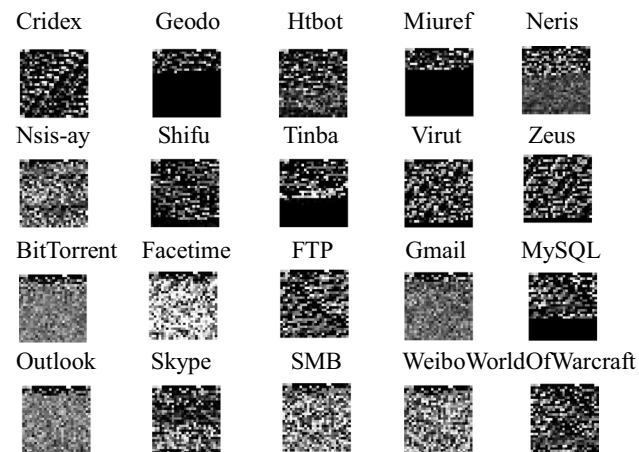 Cridex Geodo Htbot Miuref Neris
Nsis-ay Shifu Tinba Virut Zeus
BitTorrent Facetime FTP Gmail MySQL
Outlook Skype SMB WeiboWorldOfWarcraft